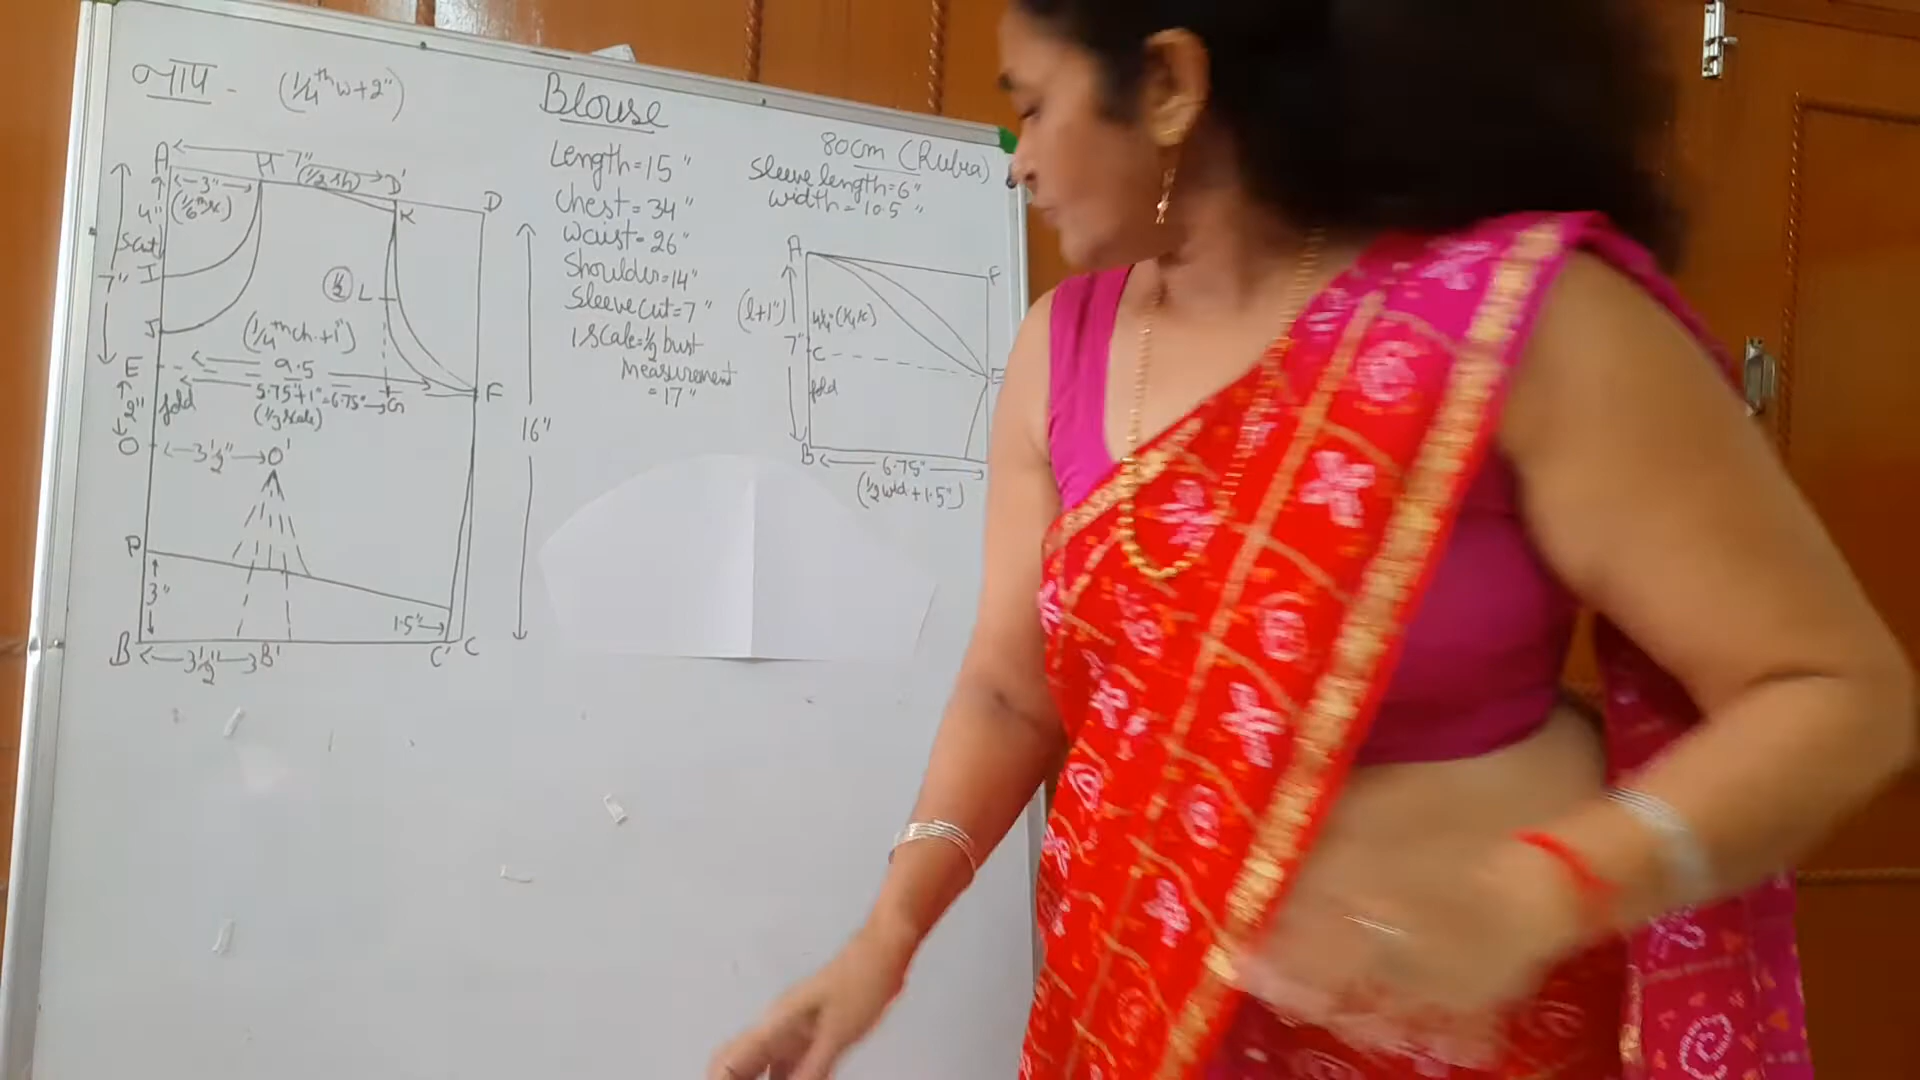 नाप - (1/4th w+2")
Blouse
Length=15"
Chest=34"
Waist=26"
Shoulder=14"
Sleeve cut=7"
1 scale=1/2 bust
Measurement
=17"
80cm (Rubia)
Sleeve length=6"
width=10.5"
A
7"
(1/2 sh)
H
D'
D
3"
(1/6th sc)
4"
K
I
7"
1/2
L
J
(1/4th ch.+1")
E
9.5
F
5.75"+1"=6.75"
G
(1/3 scale)
2"
fold
O
3 1/2"
O'
16"
P
3"
1.5"
B
3 1/2"
B'
C'
C
A
F
(l+1")
7"
C
E
fold
B
6.75"
(1/2 wid+1.5")